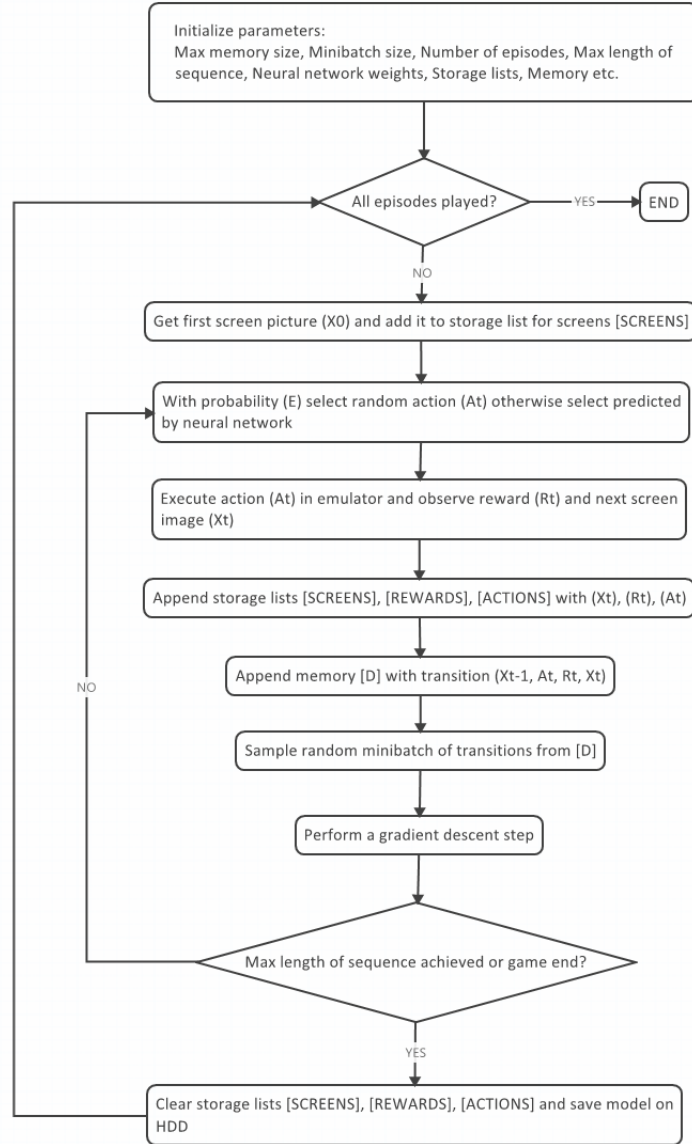 Initialize parameters:
Max memory size, Minibatch size, Number of episodes, Max length of
sequence, Neural network weights, Storage lists, Memory etc.
All episodes played?
YES
END
NO
Get first screen picture (X0) and add it to storage list for screens [SCREENS]
With probability (E) select random action (At) otherwise select predicted
by neural network
Execute action (At) in emulator and observe reward (Rt) and next screen
image (Xt)
Append storage lists [SCREENS], [REWARDS], [ACTIONS] with (Xt), (Rt), (At)
Append memory [D] with transition (Xt-1, At, Rt, Xt)
NO
Sample random minibatch of transitions from [D]
Perform a gradient descent step
Max length of sequence achieved or game end?
YES
Clear storage lists [SCREENS], [REWARDS], [ACTIONS] and save model on
HDD